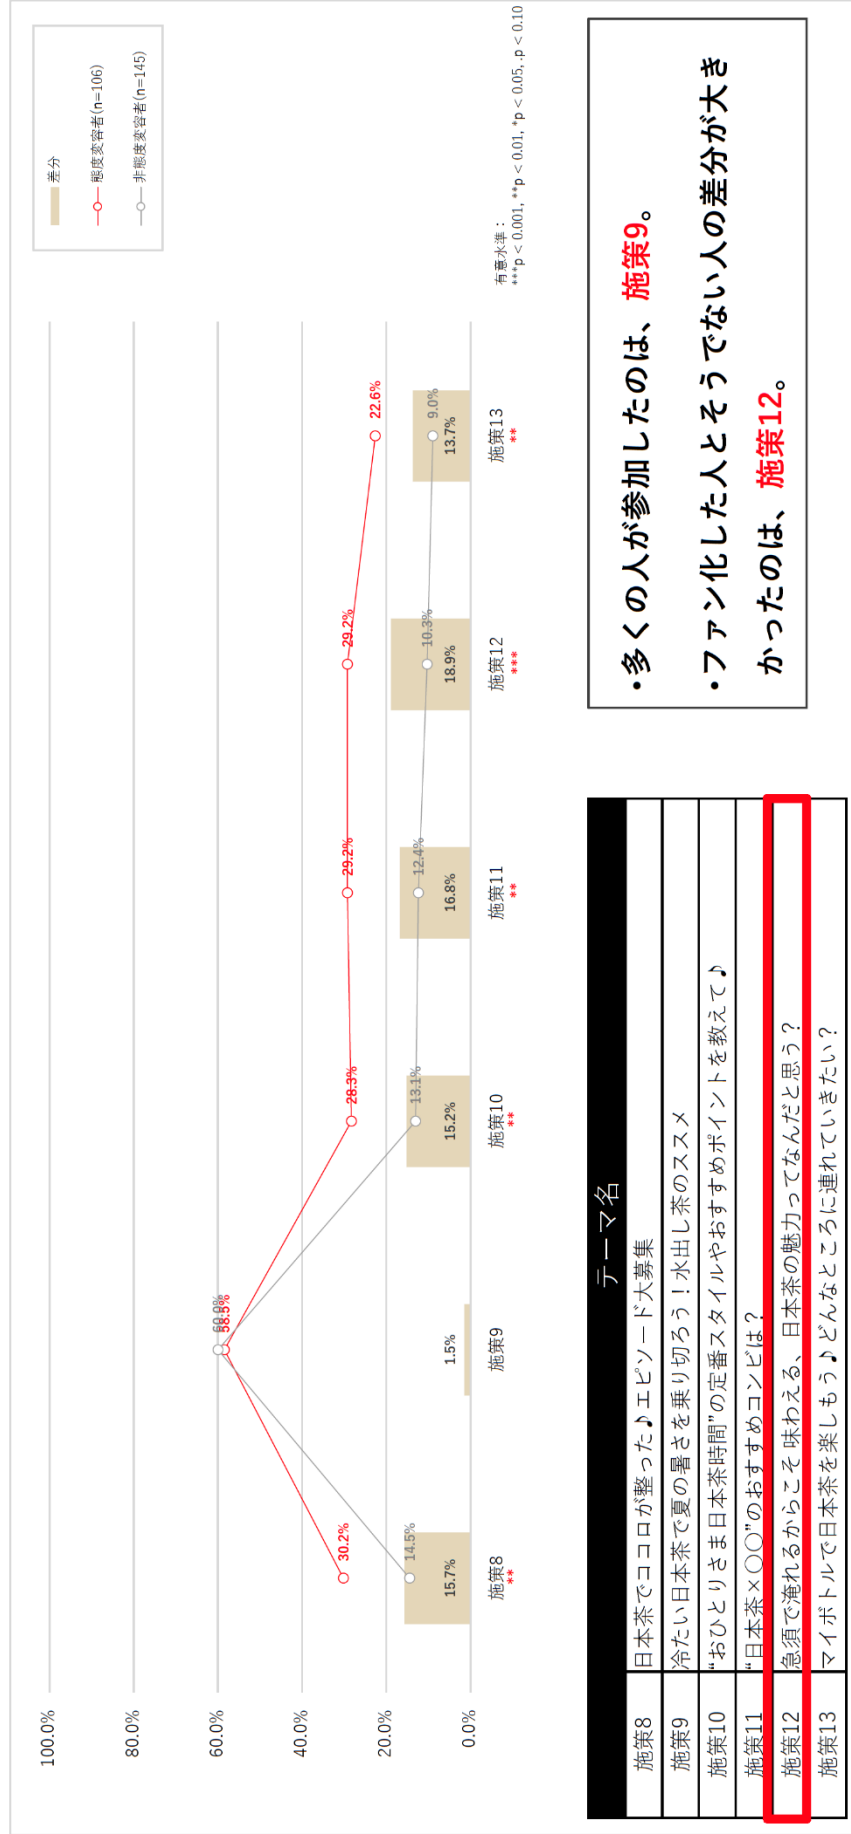 差分
態度変容者(n=106)
非態度変容者(n=145)
100.0%
80.0%
60.0%
40.0%
20.0%
0.0%
30.2%
58.5%
28.3%
29.2%
29.2%
22.6%
14.5%
60.0%
13.1%
12.4%
10.3%
9.0%
15.7%
1.5%
15.2%
16.8%
18.9%
13.7%
施策8
**
施策9
施策10
**
施策11
**
施策12
***
施策13
**
有意水準：
***p < 0.001, **p < 0.01, *p < 0.05, .p < 0.10
テーマ名
施策8 日本茶でココロが整った♪エピソード大募集
施策9 冷たい日本茶で夏の暑さを乗り切ろう！水出し茶のススメ
施策10 “おひとりさま日本茶時間”の定番スタイルやおすすめポイントを教えて♪
施策11 “日本茶×〇〇”のおすすめコンビは？
施策12 急須で淹れるからこそ味わえる、日本茶の魅力ってなんだと思う？
施策13 マイボトルで日本茶を楽しもう♪どんなところに連れていきたい？
・多くの人が参加したのは、施策9。
・ファン化した人とそうでない人の差分が大き
かったのは、施策12。